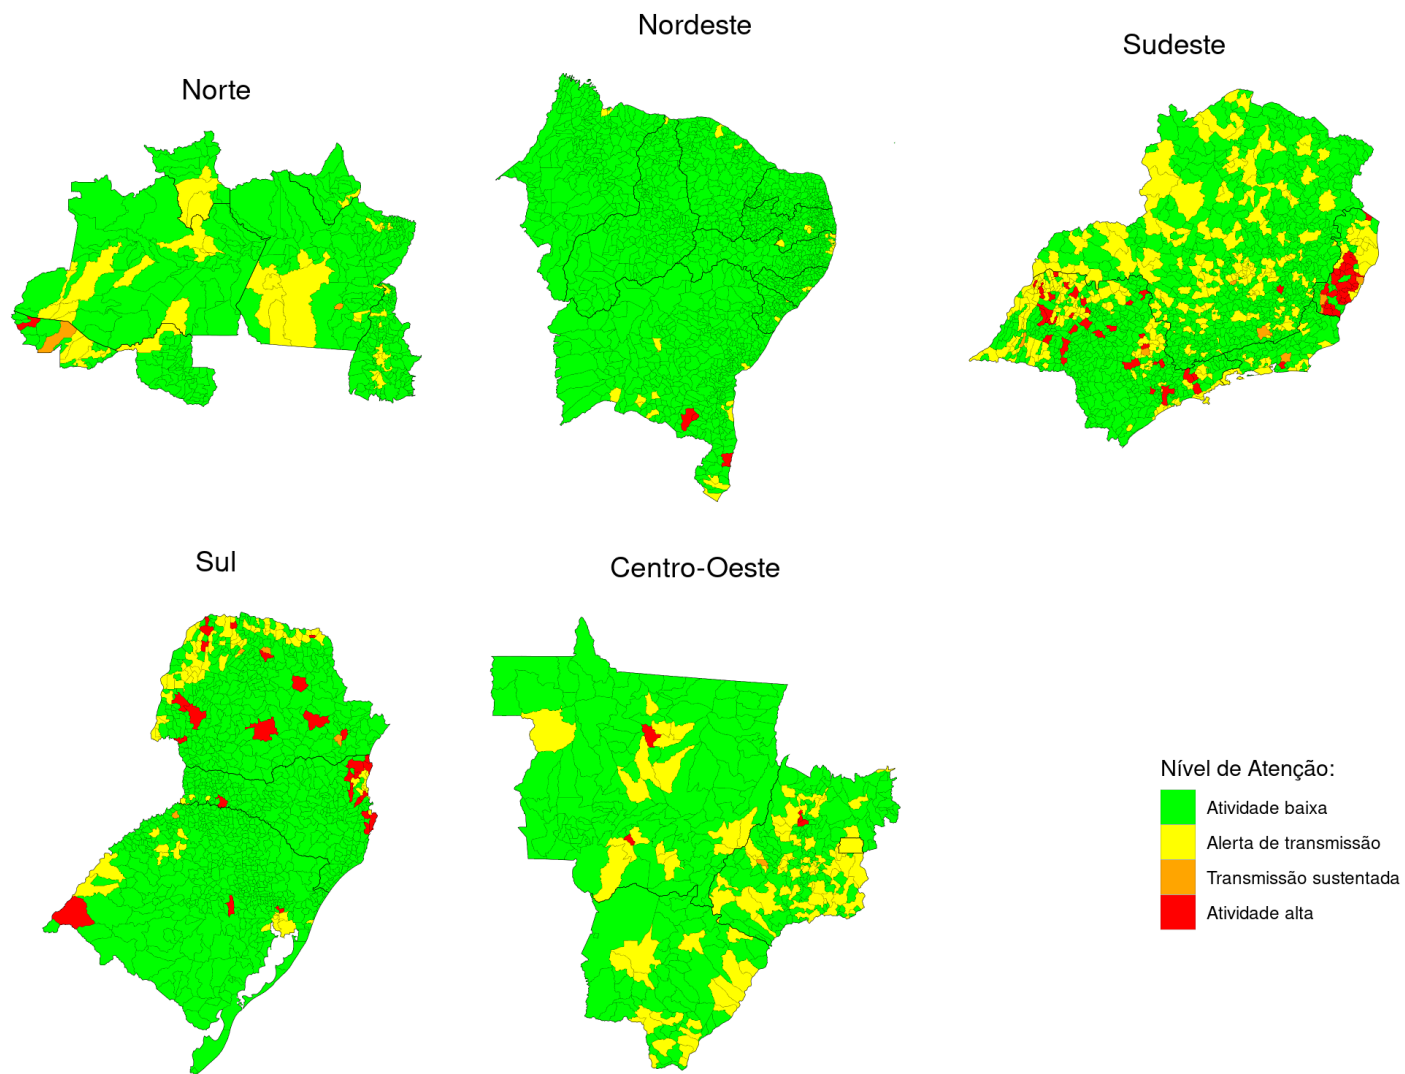 Nordeste
Sudeste
Norte
Sul
Centro-Oeste
Nível de Atenção:
Atividade baixa
Alerta de transmissão
Transmissão sustentada
Atividade alta